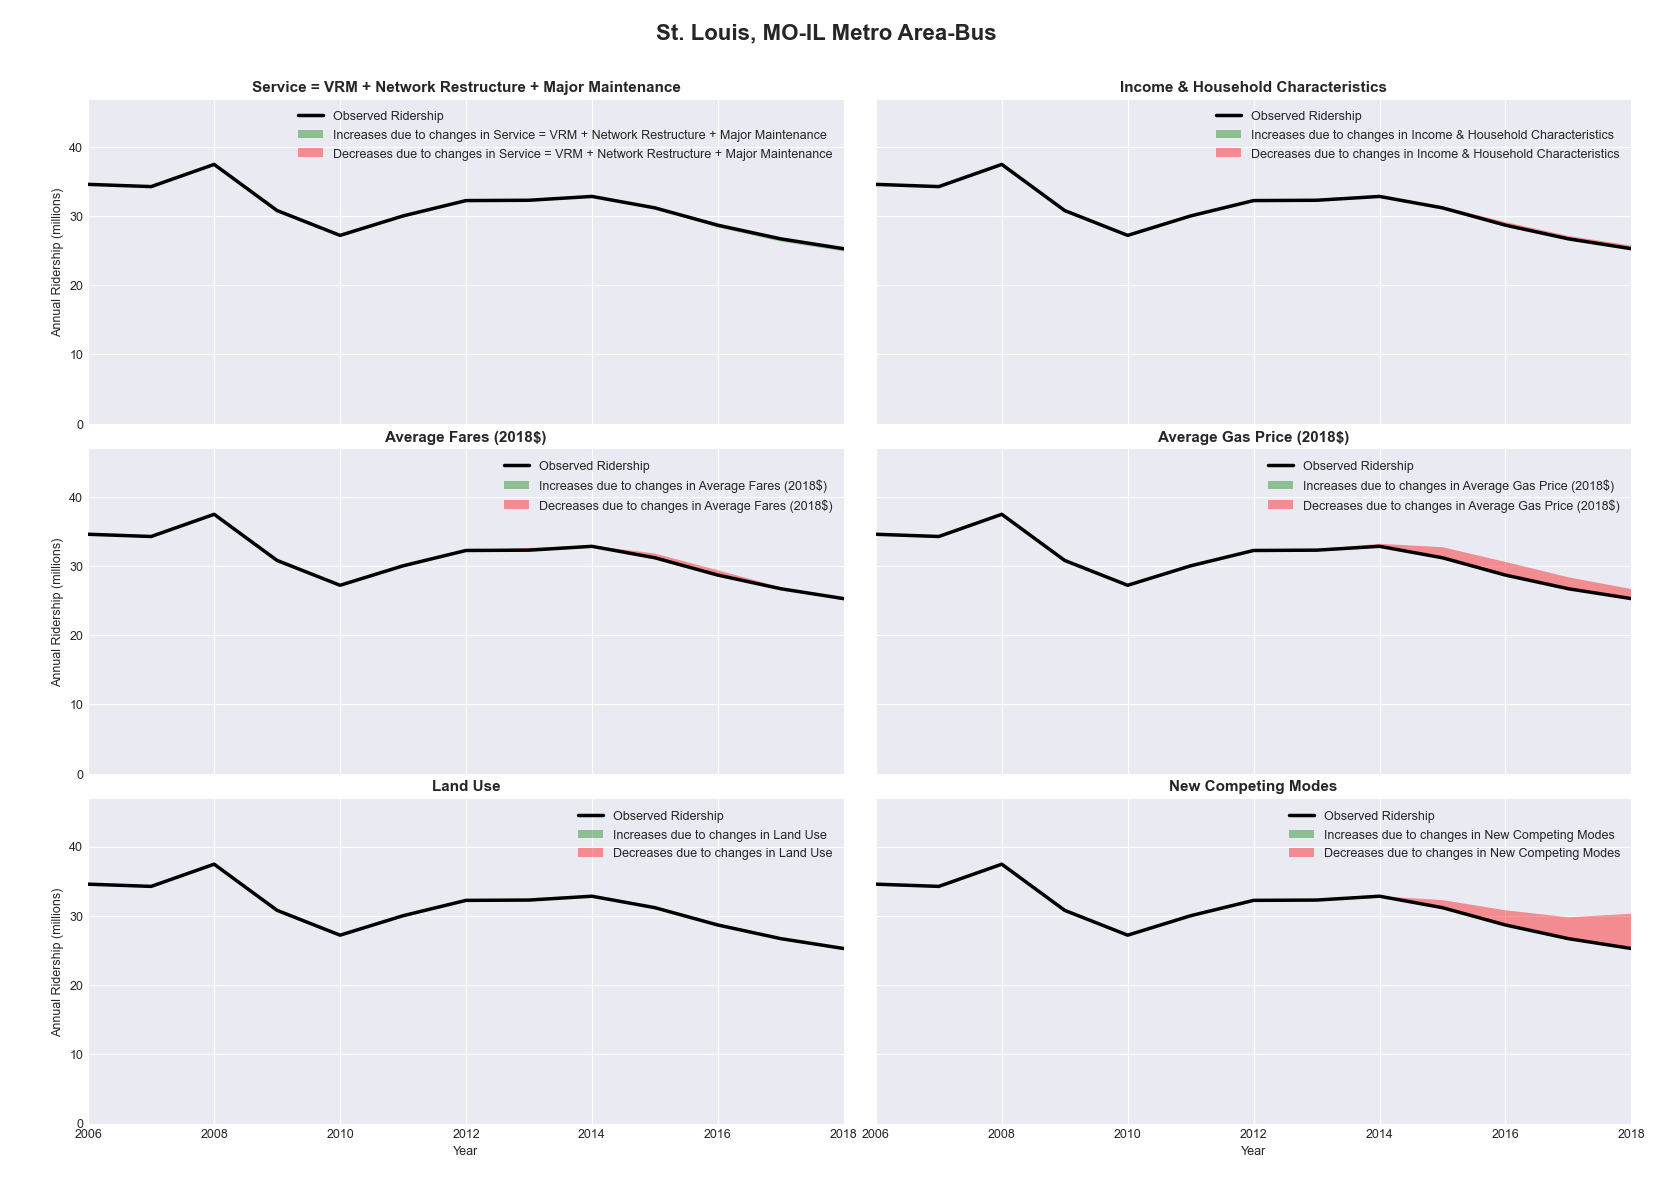 St. Louis, MO-IL Metro Area-Bus
Service = VRM + Network Restructure + Major Maintenance
Observed Ridership
Increases due to changes in Service = VRM + Network Restructure + Major Maintenance
Decreases due to changes in Service = VRM + Network Restructure + Major Maintenance
Annual Ridership (millions)
40
30
20
10
0
Income & Household Characteristics
Observed Ridership
Increases due to changes in Income & Household Characteristics
Decreases due to changes in Income & Household Characteristics
Average Fares (2018$)
Observed Ridership
Increases due to changes in Average Fares (2018$)
Decreases due to changes in Average Fares (2018$)
Annual Ridership (millions)
40
30
20
10
0
Average Gas Price (2018$)
Observed Ridership
Increases due to changes in Average Gas Price (2018$)
Decreases due to changes in Average Gas Price (2018$)
Land Use
Observed Ridership
Increases due to changes in Land Use
Decreases due to changes in Land Use
Annual Ridership (millions)
40
30
20
10
0
2006 2008 2010 2012 2014 2016 2018
Year
New Competing Modes
Observed Ridership
Increases due to changes in New Competing Modes
Decreases due to changes in New Competing Modes
2006 2008 2010 2012 2014 2016 2018
Year